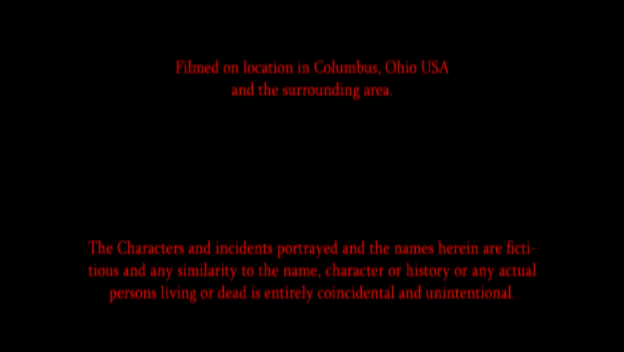 Filmed on location in Columbus, Ohio USA
and the surrounding area.
The Characters and incidents portrayed and the names herein are ficti-
tious and any similarity to the name, character or history or any actual
persons living or dead is entirely coincidental and unintentional